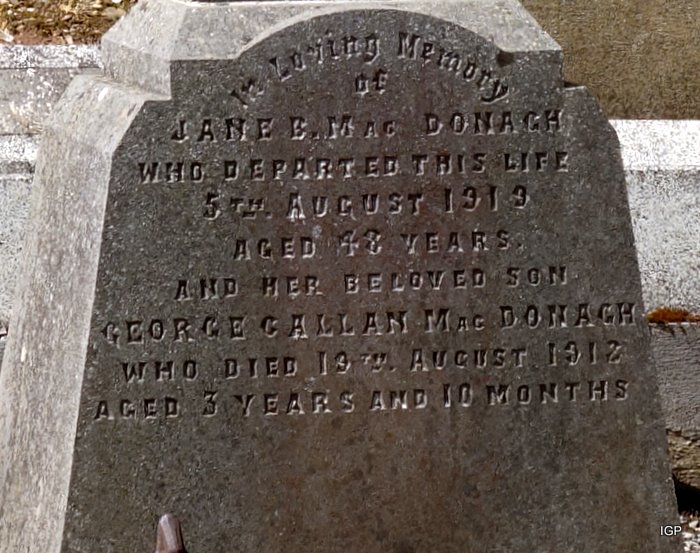 In Loving Memory
of
JANE E. MAC DONAGH
WHO DEPARTED THIS LIFE
5TH. AUGUST 1919
AGED 48 YEARS.
AND HER BELOVED SON
GEORGE CALLAN MAC DONAGH
WHO DIED 19TH. AUGUST 1912
AGED 3 YEARS AND 10 MONTHS
IGP